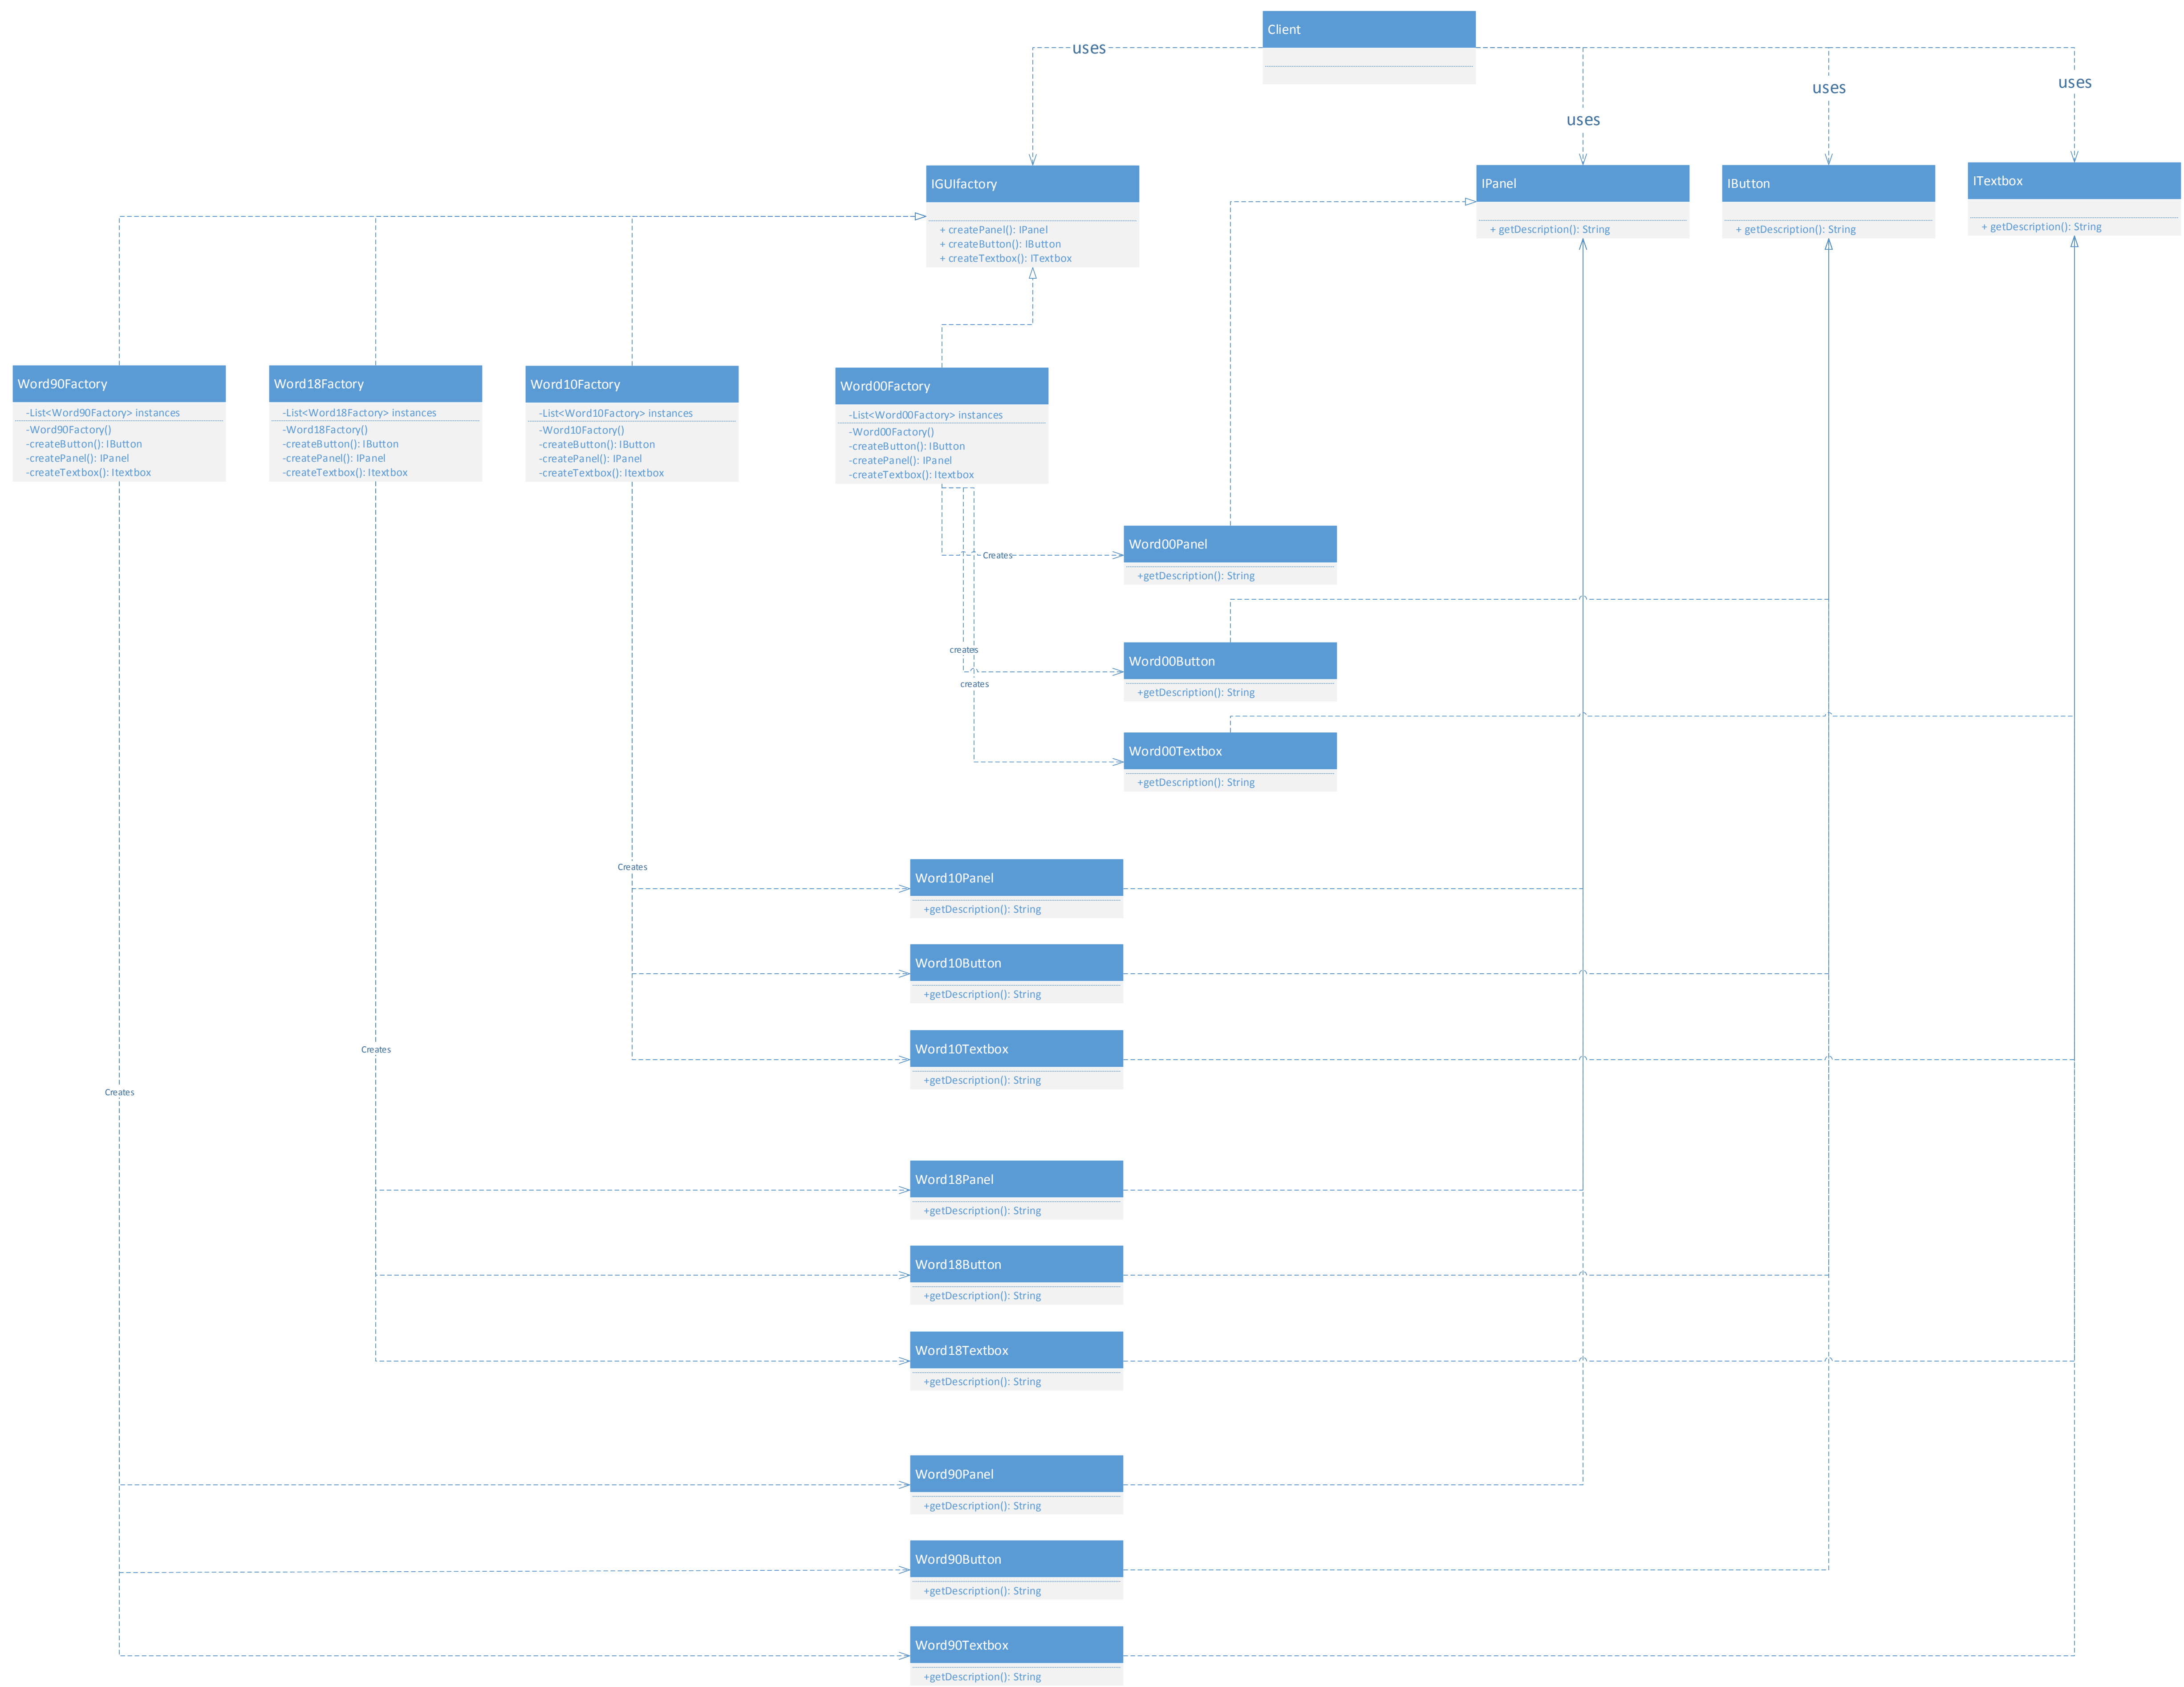 Client
uses
uses
uses
uses
IGUIfactory
+ createPanel(): IPanel
+ createButton(): IButton
+ createTextbox(): ITextbox
IPanel
+ getDescription(): String
IButton
+ getDescription(): String
ITextbox
+ getDescription(): String
Word90Factory
-List<Word90Factory> instances
-Word90Factory()
-createButton(): IButton
-createPanel(): IPanel
-createTextbox(): Itextbox
Word18Factory
-List<Word18Factory> instances
-Word18Factory()
-createButton(): IButton
-createPanel(): IPanel
-createTextbox(): Itextbox
Word10Factory
-List<Word10Factory> instances
-Word10Factory()
-createButton(): IButton
-createPanel(): IPanel
-createTextbox(): Itextbox
Word00Factory
-List<Word00Factory> instances
-Word00Factory()
-createButton(): IButton
-createPanel(): IPanel
-createTextbox(): Itextbox
Creates
Word00Panel
+getDescription(): String
creates
Word00Button
+getDescription(): String
creates
Word00Textbox
+getDescription(): String
Creates
Word10Panel
+getDescription(): String
Word10Button
+getDescription(): String
Word10Textbox
+getDescription(): String
Creates
Creates
Word18Panel
+getDescription(): String
Word18Button
+getDescription(): String
Word18Textbox
+getDescription(): String
Word90Panel
+getDescription(): String
Word90Button
+getDescription(): String
Word90Textbox
+getDescription(): String